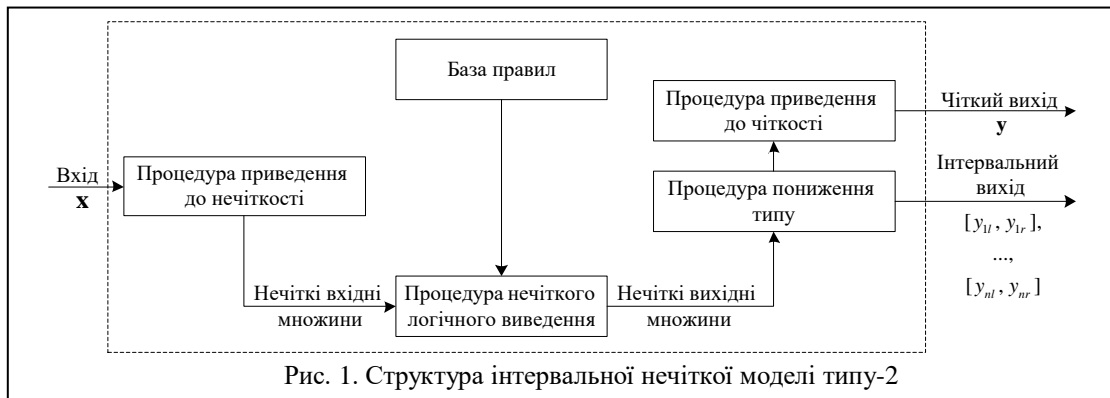 База правил
Процедура приведення
до чіткості
Чіткий вихід
y
Вхід
x
Процедура приведення
до нечіткості
Процедура пониження
типу
Інтервальний
вихід
[y1l, y1r],
...,
[ynl, ynr]
Нечіткі вхідні
множини
Процедура нечіткого
логічного виведення
Нечіткі вихідні
множини
Рис. 1. Структура інтервальної нечіткої моделі типу-2